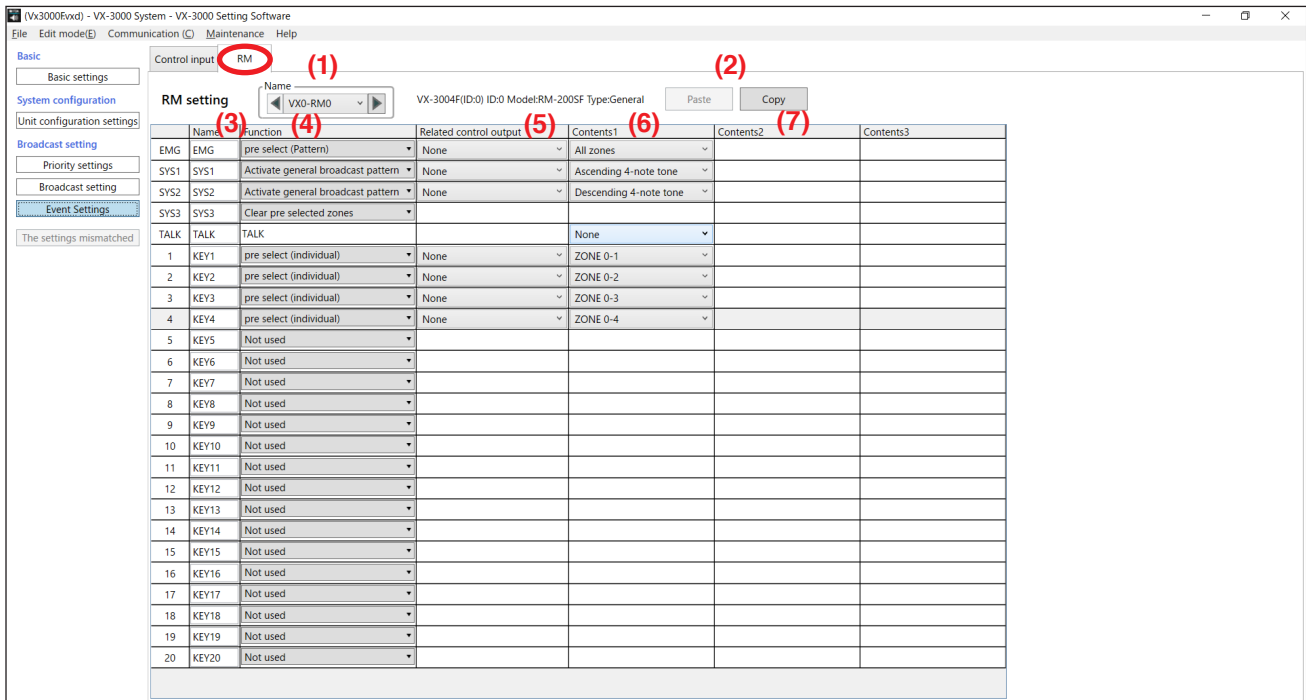 (Vx3000F.vxd) - VX-3000 System - VX-3000 Setting Software
File Edit mode(E) Communication (C) Maintenance Help
Basic
Basic settings
System configuration
Unit configuration settings
Broadcast setting
Priority settings
Broadcast setting
Event Settings
The settings mismatched
Control input RM
(1) (2)
RM setting Name VX0-RM0 VX-3004F(ID:0) ID:0 Model:RM-200SF Type:General Paste Copy
(3) (4) (5) (6) (7)
Name Function Related control output Contents1 Contents2 Contents3
EMG EMG pre select (Pattern) None All zones
SYS1 SYS1 Activate general broadcast pattern None Ascending 4-note tone
SYS2 SYS2 Activate general broadcast pattern None Descending 4-note tone
SYS3 SYS3 Clear pre selected zones
TALK TALK TALK None
1 KEY1 pre select (individual) None ZONE 0-1
2 KEY2 pre select (individual) None ZONE 0-2
3 KEY3 pre select (individual) None ZONE 0-3
4 KEY4 pre select (individual) None ZONE 0-4
5 KEY5 Not used
6 KEY6 Not used
7 KEY7 Not used
8 KEY8 Not used
9 KEY9 Not used
10 KEY10 Not used
11 KEY11 Not used
12 KEY12 Not used
13 KEY13 Not used
14 KEY14 Not used
15 KEY15 Not used
16 KEY16 Not used
17 KEY17 Not used
18 KEY18 Not used
19 KEY19 Not used
20 KEY20 Not used